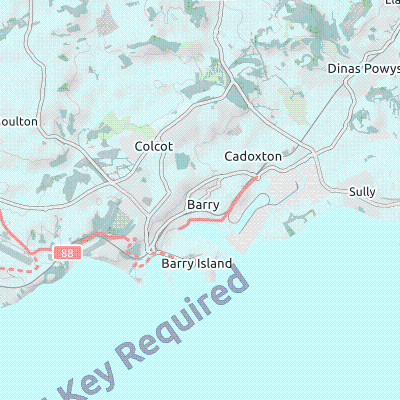 Dinas Powys
oulton
Colcot
Cadoxton
Sully
Barry
88
Barry Island
Key Required